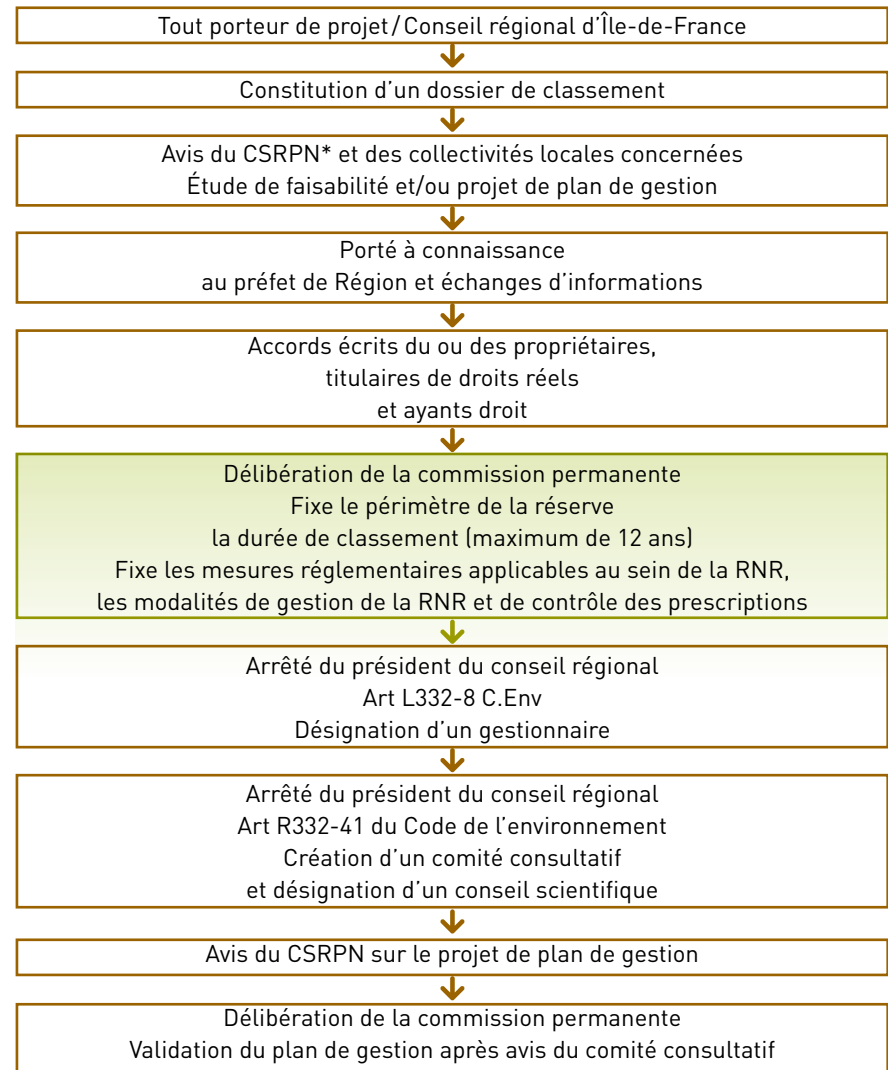 Tout porteur de projet/Conseil régional d'Île-de-France
Constitution d'un dossier de classement
Avis du CSRPN* et des collectivités locales concernées
Étude de faisabilité et/ou projet de plan de gestion
Porté à connaissance
au préfet de Région et échanges d'informations
Accords écrits du ou des propriétaires,
titulaires de droits réels
et ayants droit
Délibération de la commission permanente
Fixe le périmètre de la réserve
la durée de classement (maximum de 12 ans)
Fixe les mesures réglementaires applicables au sein de la RNR,
les modalités de gestion de la RNR et de contrôle des prescriptions
Arrêté du président du conseil régional
Art L332-8 C.Env
Désignation d'un gestionnaire
Arrêté du président du conseil régional
Art R332-41 du Code de l'environnement
Création d'un comité consultatif
et désignation d'un conseil scientifique
Avis du CSRPN sur le projet de plan de gestion
Délibération de la commission permanente
Validation du plan de gestion après avis du comité consultatif